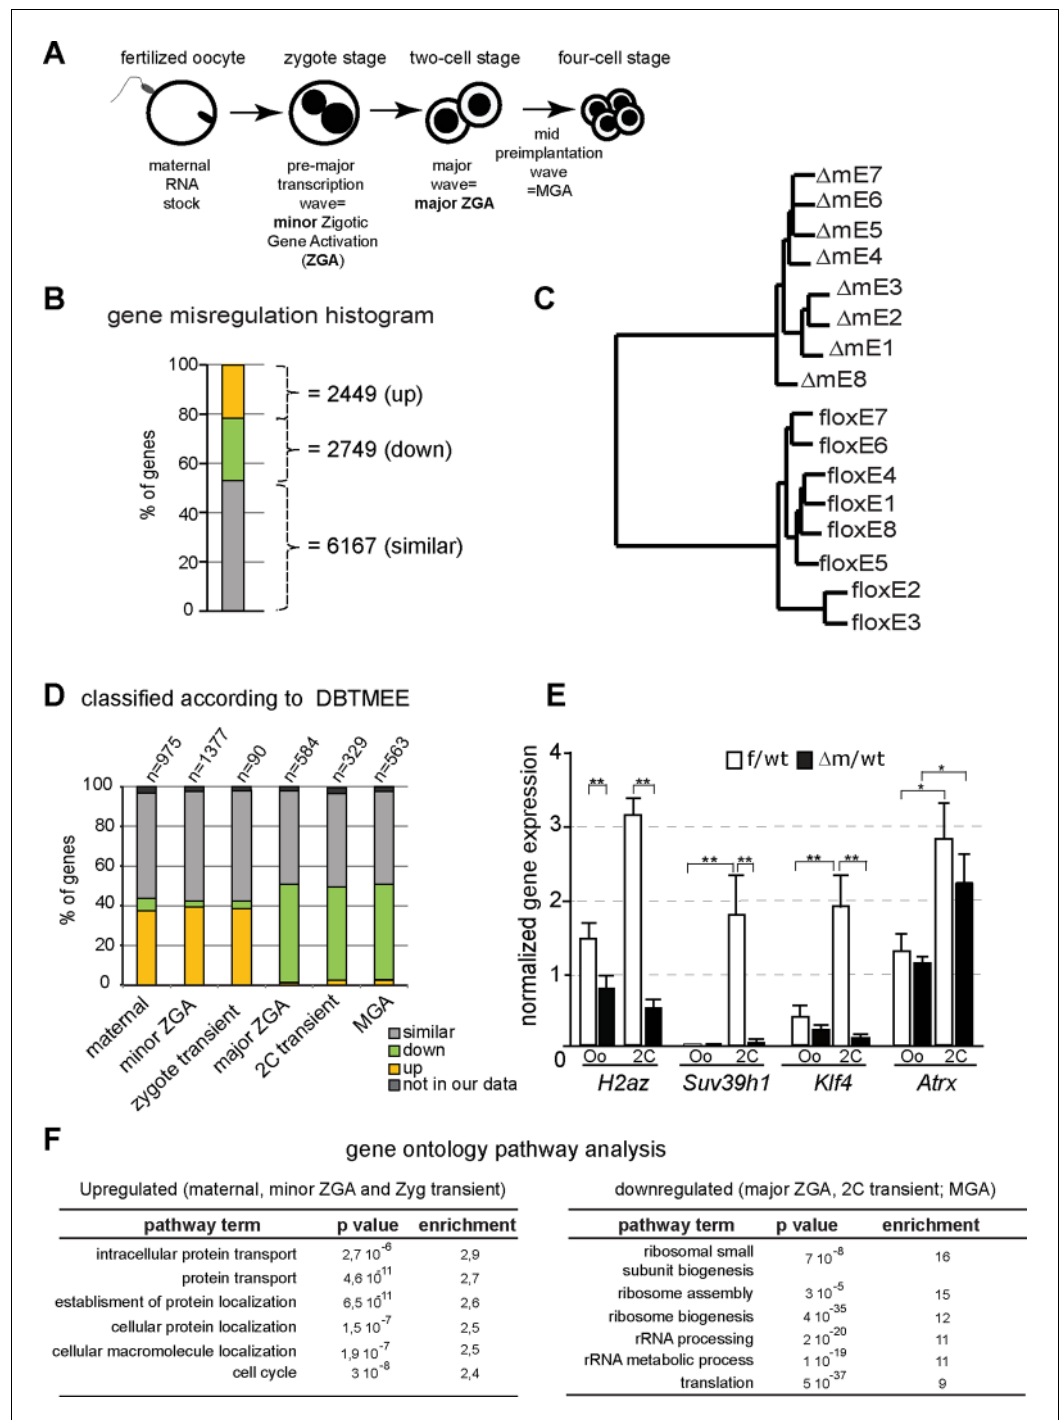 A
fertilized oocyte
zygote stage
two-cell stage
four-cell stage
maternal
RNA
stock
pre-major
transcription
wave=
minor Zigotic
Gene Activation
(ZGA)
major
wave=
major ZGA
mid
preimplantation
wave
=MGA
B
gene misregulation histogram
% of genes
100
80
60
40
20
0
= 2449 (up)
= 2749 (down)
= 6167 (similar)
C
ΔmE7
ΔmE6
ΔmE5
ΔmE4
ΔmE3
ΔmE2
ΔmE1
ΔmE8
floxE7
floxE6
floxE4
floxE1
floxE8
floxE5
floxE2
floxE3
D classified according to DBTMEE
n=975
n=1377
n=90
n=584
n=329
n=563
% of genes
100
80
60
40
20
0
maternal
minor ZGA
zygote transient
major ZGA
2C transient
MGA
similar
down
up
not in our data
E
normalized gene expression
4
3
2
1
0
f/wt Δm/wt
** ** ** ** ** ** * *
Oo 2C Oo 2C Oo 2C Oo 2C
H2az Suv39h1 Klf4 Atrx
F gene ontology pathway analysis
Upregulated (maternal, minor ZGA and Zyg transient)
pathway term p value enrichment
intracellular protein transport 2,7 10-6 2,9
protein transport 4,6 10-11 2,7
establisment of protein localization 6,5 10-11 2,6
cellular protein localization 1,5 10-7 2,5
cellular macromolecule localization 1,9 10-7 2,5
cell cycle 3 10-8 2,4
downregulated (major ZGA, 2C transient; MGA)
pathway term p value enrichment
ribosomal small
subunit biogenesis 7 10-8 16
ribosome assembly 3 10-5 15
ribosome biogenesis 4 10-35 12
rRNA processing 2 10-20 11
rRNA metabolic process 1 10-19 11
translation 5 10-37 9